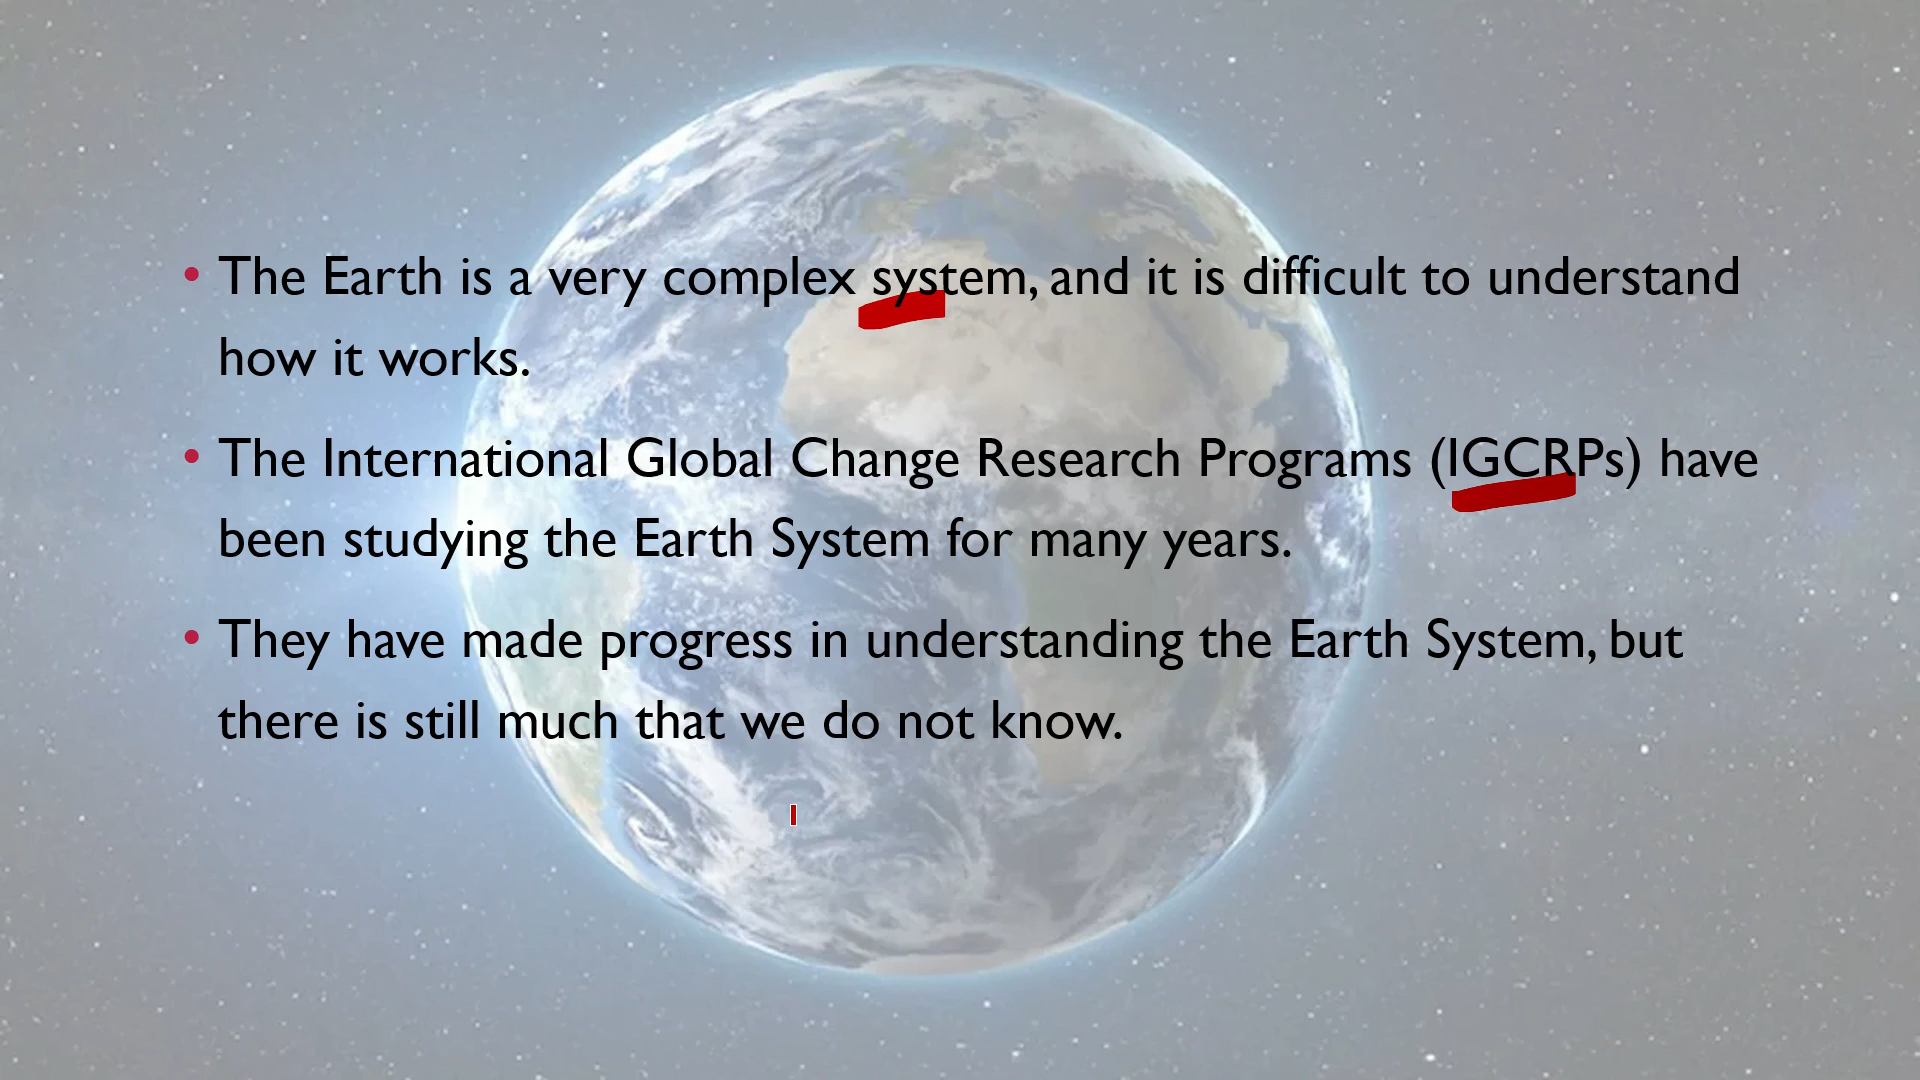 • The Earth is a very complex system, and it is difficult to understand
how it works.
• The International Global Change Research Programs (IGCRPs) have
been studying the Earth System for many years.
• They have made progress in understanding the Earth System, but
there is still much that we do not know.